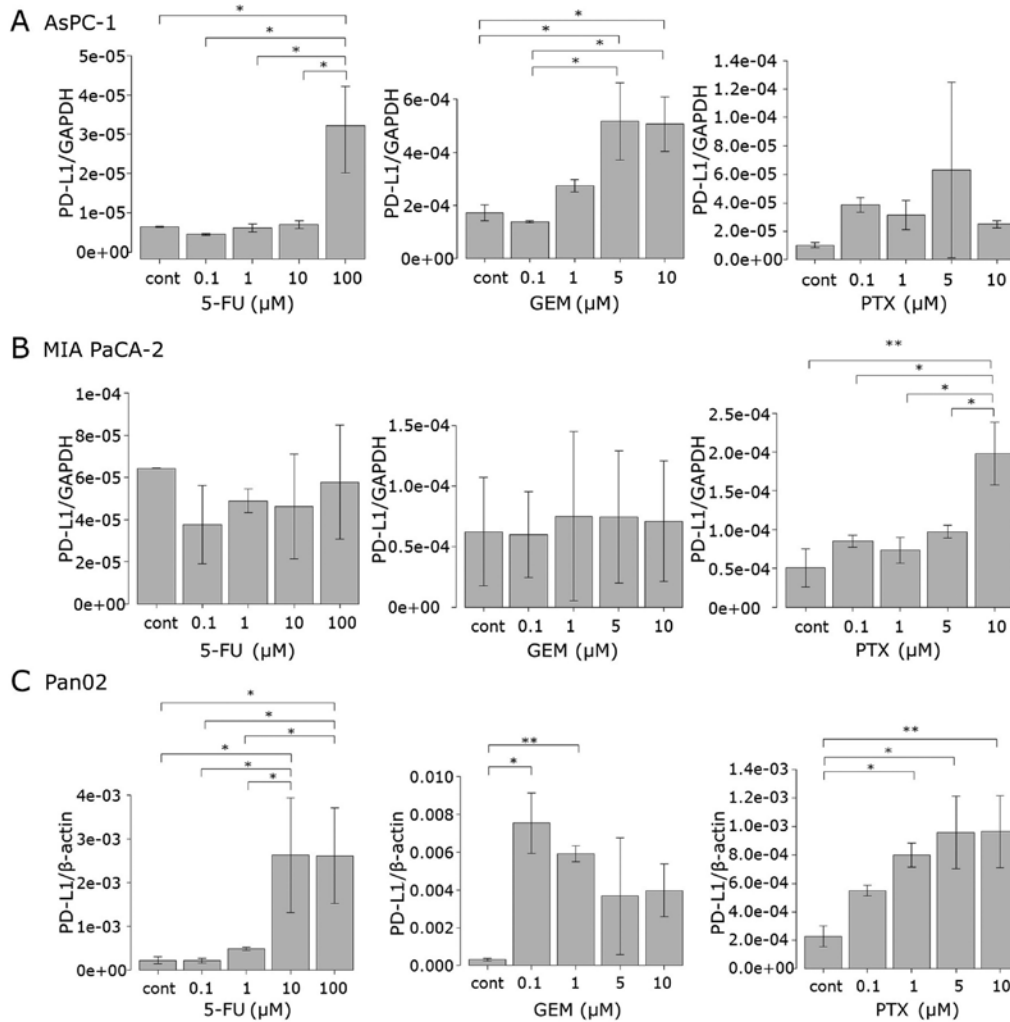 A AsPC-1
* * * *
PD-L1/GAPDH
5e-05
4e-05
3e-05
2e-05
1e-05
0e+00
cont 0.1 1 10 100
5-FU (µM)
* * * *
PD-L1/GAPDH
6e-04
4e-04
2e-04
0e+00
cont 0.1 1 5 10
GEM (µM)
PD-L1/GAPDH
1.4e-04
1.2e-04
1.0e-04
8.0e-05
6.0e-05
4.0e-05
2.0e-05
0.0e+00
cont 0.1 1 5 10
PTX (µM)
B MIA PaCA-2
PD-L1/GAPDH
1e-04
8e-05
6e-05
4e-05
2e-05
0e+00
cont 0.1 1 10 100
5-FU (µM)
PD-L1/GAPDH
1.5e-04
1.0e-04
0.5e-04
0e+00
cont 0.1 1 5 10
GEM (µM)
** * * *
PD-L1/GAPDH
2.5e-04
2.0e-04
1.5e-04
1.0e-04
0.5e-04
0e+00
cont 0.1 1 5 10
PTX (µM)
C Pan02
* * * * * *
PD-L1/β-actin
4e-03
3e-03
2e-03
1e-03
0e+00
cont 0.1 1 10 100
5-FU (µM)
** *
PD-L1/β-actin
0.010
0.008
0.006
0.004
0.002
0.000
cont 0.1 1 5 10
GEM (µM)
** * *
PD-L1/β-actin
1.4e-03
1.2e-03
1.0e-03
8.0e-04
6.0e-04
4.0e-04
2.0e-04
0.0e+00
cont 0.1 1 5 10
PTX (µM)